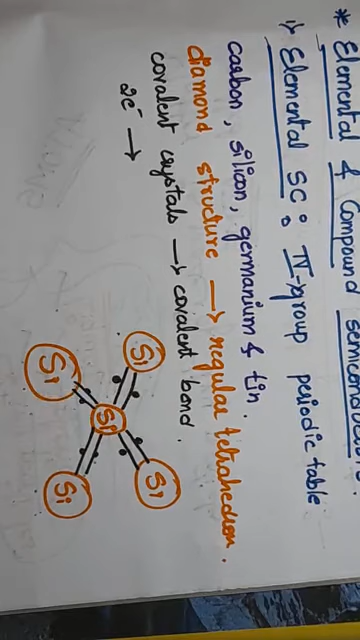 * Elemental & Compound
1) Elemental SC : IV-group periodic table
carbon, silicon, germanium & tin.
diamond structure → regular tetrahedron.
covalent crystals → covalent bond.
2e⁻ →
Si Si
Si
Si Si